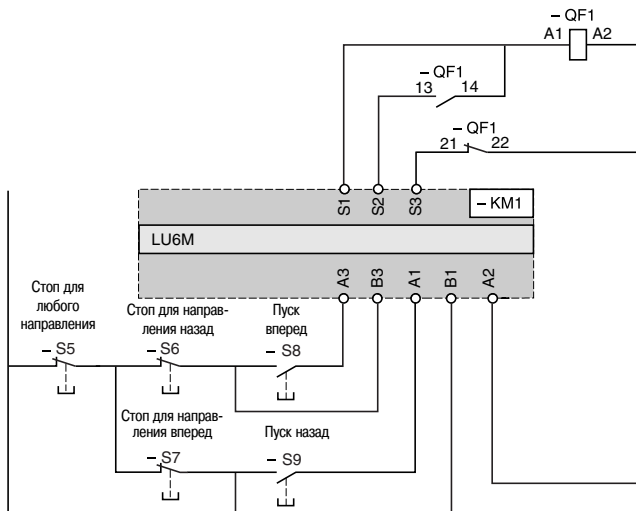 – QF1
A1 A2
– QF1
13 14
– QF1
21 22
S1
S2
S3
– KM1
LU6M
A3
B3
A1
B1
A2
Стоп для
любого
направления
– S5
Стоп для направ-
ления назад
– S6
Пуск
вперед
– S8
Стоп для направ-
ления вперед
– S7
Пуск назад
– S9